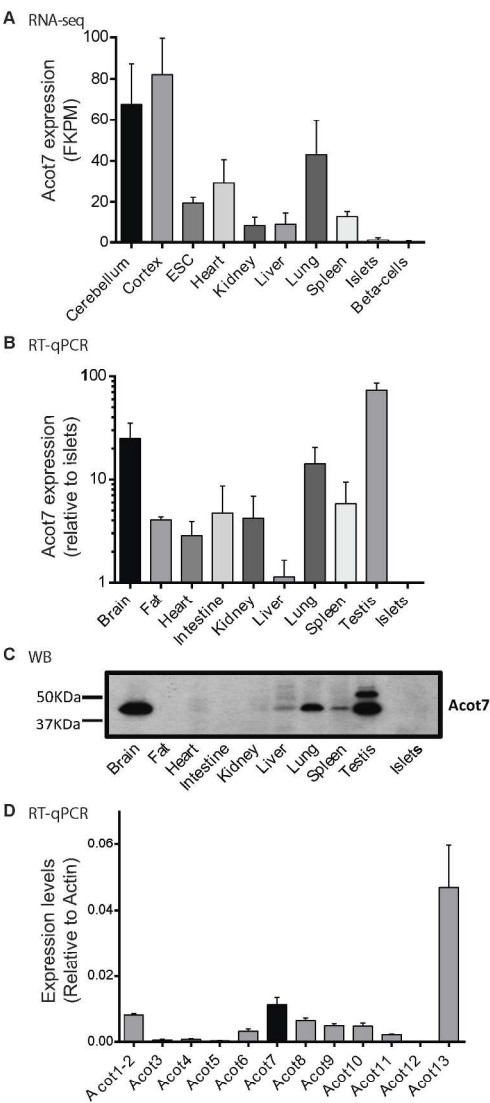 A RNA-seq
Acot7 expression
(FKPM)
100
80
60
40
20
0
Cerebellum
Cortex
ESC
Heart
Kidney
Liver
Lung
Spleen
Islets
Beta-cells
B RT-qPCR
Acot7 expression
(relative to islets)
100
10
1
Brain
Fat
Heart
Intestine
Kidney
Liver
Lung
Spleen
Testis
Islets
C WB
50KDa
37KDa
Acot7
Brain
Fat
Heart
Intestine
Kidney
Liver
Lung
Spleen
Testis
Islets
D RT-qPCR
Expression levels
(Relative to Actin)
0.06
0.04
0.02
0.00
Acot1-2
Acot3
Acot4
Acot5
Acot6
Acot7
Acot8
Acot9
Acot10
Acot11
Acot12
Acot13